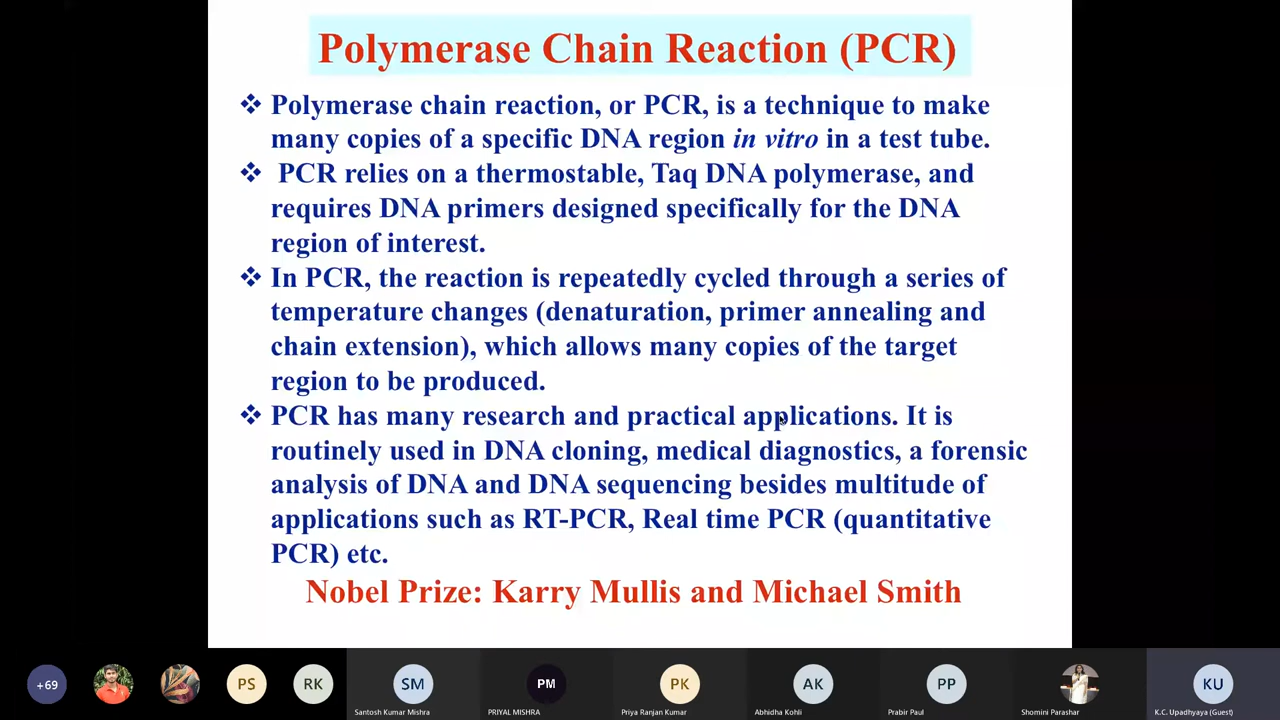 Polymerase Chain Reaction (PCR)
❖ Polymerase chain reaction, or PCR, is a technique to make
many copies of a specific DNA region in vitro in a test tube.
❖ PCR relies on a thermostable, Taq DNA polymerase, and
requires DNA primers designed specifically for the DNA
region of interest.
❖ In PCR, the reaction is repeatedly cycled through a series of
temperature changes (denaturation, primer annealing and
chain extension), which allows many copies of the target
region to be produced.
❖ PCR has many research and practical applications. It is
routinely used in DNA cloning, medical diagnostics, a forensic
analysis of DNA and DNA sequencing besides multitude of
applications such as RT-PCR, Real time PCR (quantitative
PCR) etc.
Nobel Prize: Karry Mullis and Michael Smith
+69 PS RK SM PM PK AK PP KU
Santosh Kumar Mishra PRIYAL MISHRA Priya Ranjan Kumar Abhidha Kohli Prabir Paul Shomini Parashar K.C. Upadhyaya (Guest)